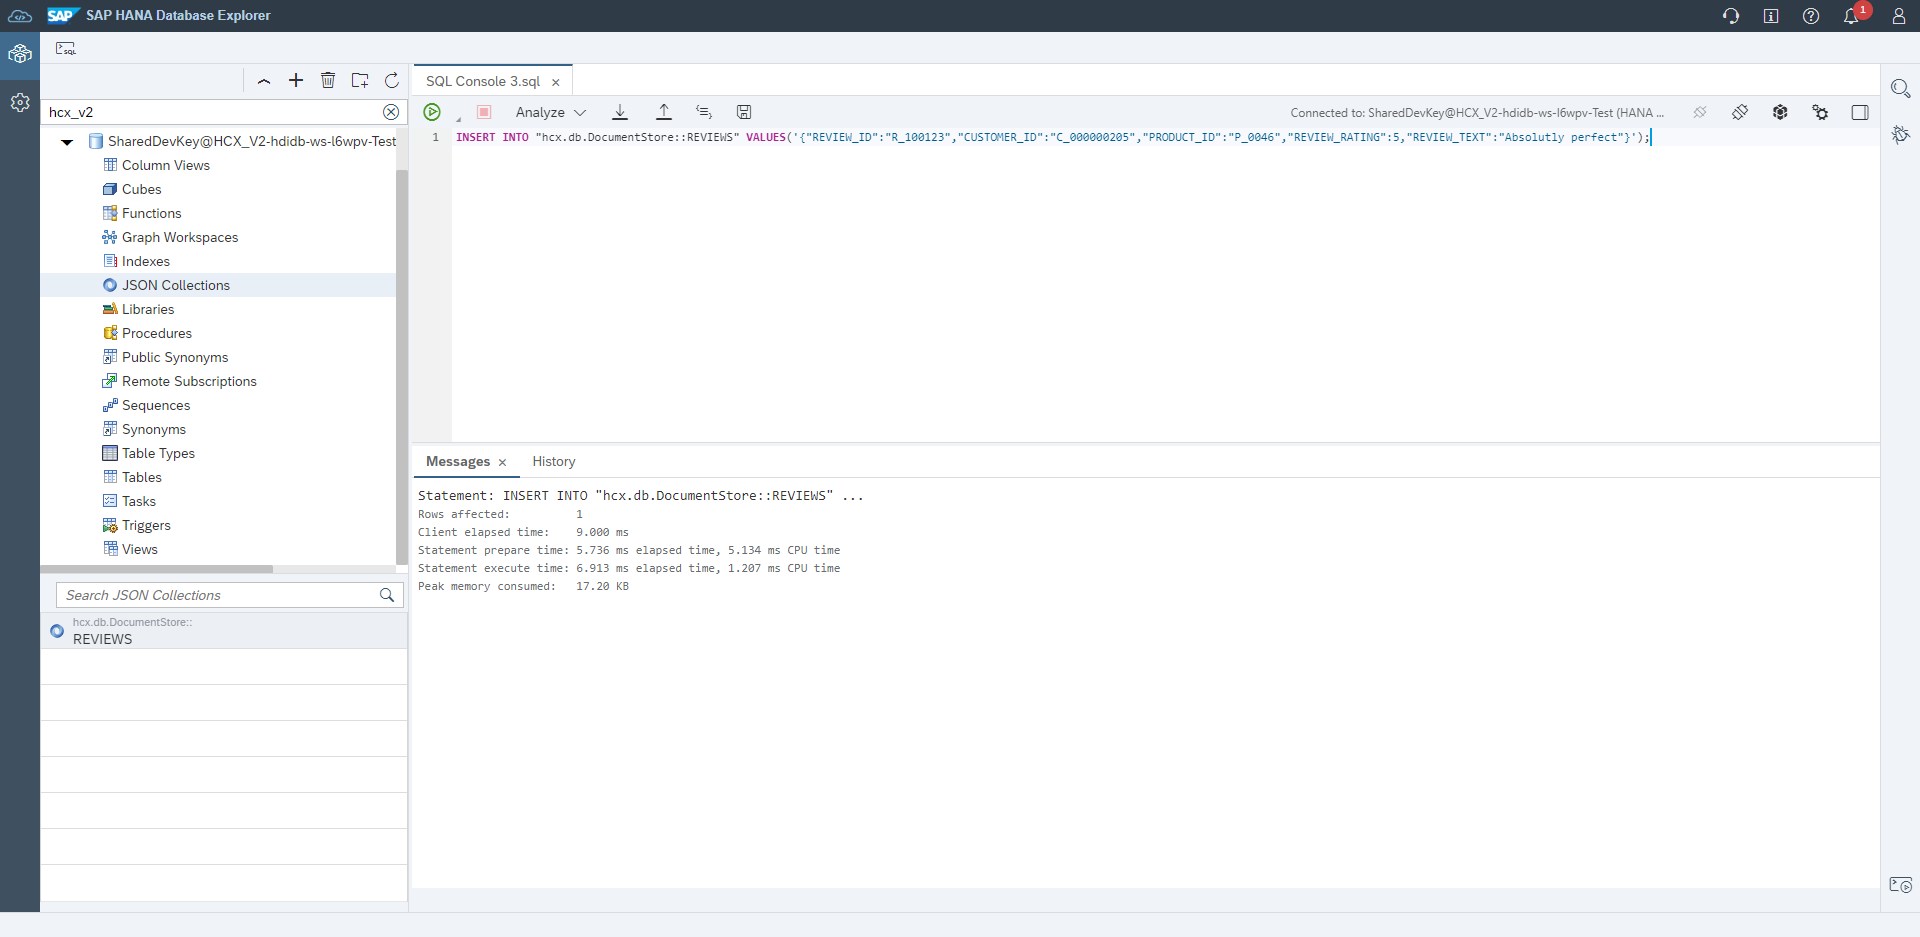 SAP SAP HANA Database Explorer
1
SQL
SQL Console 3.sql
hcx_v2
Analyze
Connected to: SharedDevKey@HCX_V2-hdidb-ws-l6wpv-Test (HANA ...
SharedDevKey@HCX_V2-hdidb-ws-l6wpv-Test
Column Views
Cubes
Functions
Graph Workspaces
Indexes
JSON Collections
Libraries
Procedures
Public Synonyms
Remote Subscriptions
Sequences
Synonyms
Table Types
Tables
Tasks
Triggers
Views
Search JSON Collections
hcx.db.DocumentStore::
REVIEWS
1 INSERT INTO "hcx.db.DocumentStore::REVIEWS" VALUES('{"REVIEW_ID":"R_100123","CUSTOMER_ID":"C_000000205","PRODUCT_ID":"P_0046","REVIEW_RATING":5,"REVIEW_TEXT":"Absolutly perfect"}');
Messages
History
Statement: INSERT INTO "hcx.db.DocumentStore::REVIEWS" ...
Rows affected: 1
Client elapsed time: 9.000 ms
Statement prepare time: 5.736 ms elapsed time, 5.134 ms CPU time
Statement execute time: 6.913 ms elapsed time, 1.207 ms CPU time
Peak memory consumed: 17.20 KB